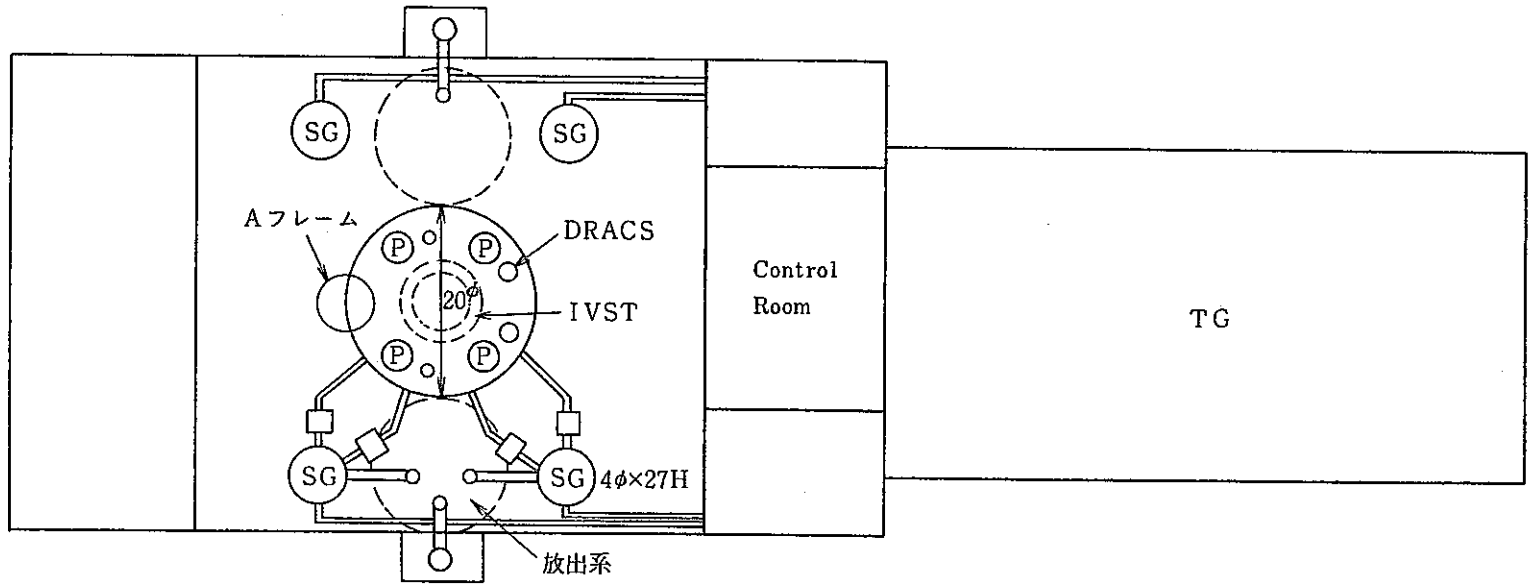 SG
SG
Aフレーム
P
P
DRACS
20φ
IVST
P
P
Control
Room
TG
SG
SG
4φ×27H
放出系